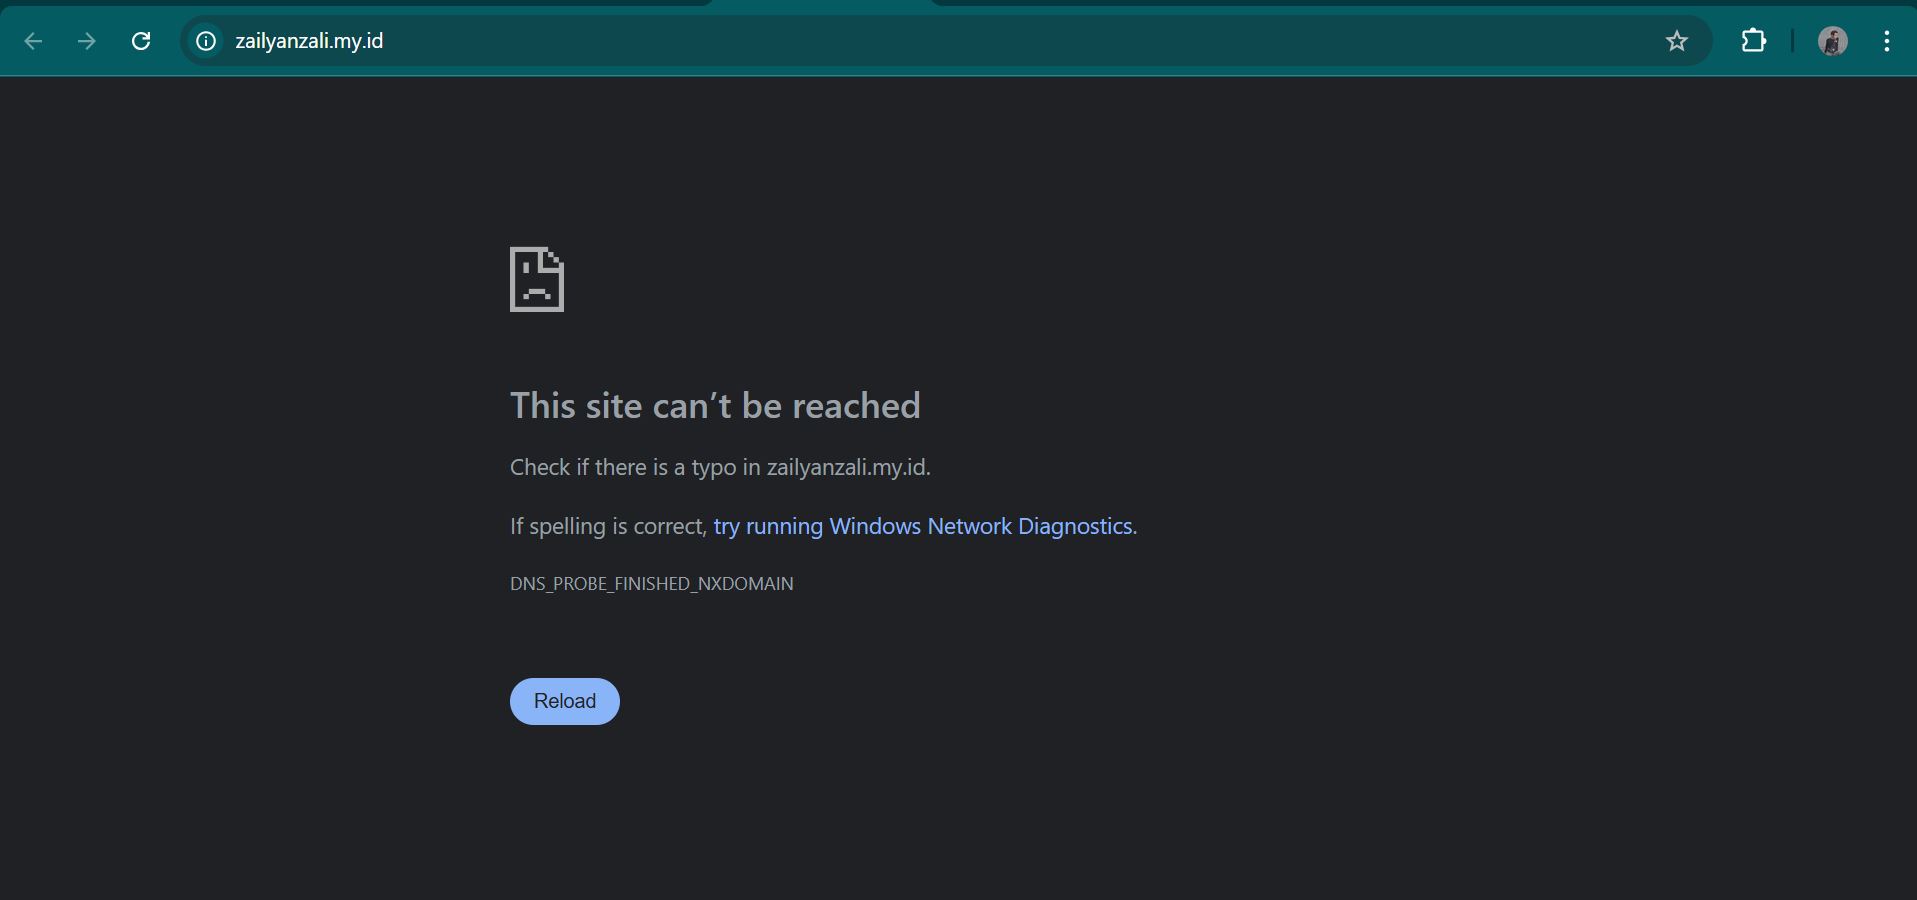 zailyanzali.my.id
This site can’t be reached
Check if there is a typo in zailyanzali.my.id.
If spelling is correct, try running Windows Network Diagnostics.
DNS_PROBE_FINISHED_NXDOMAIN
Reload